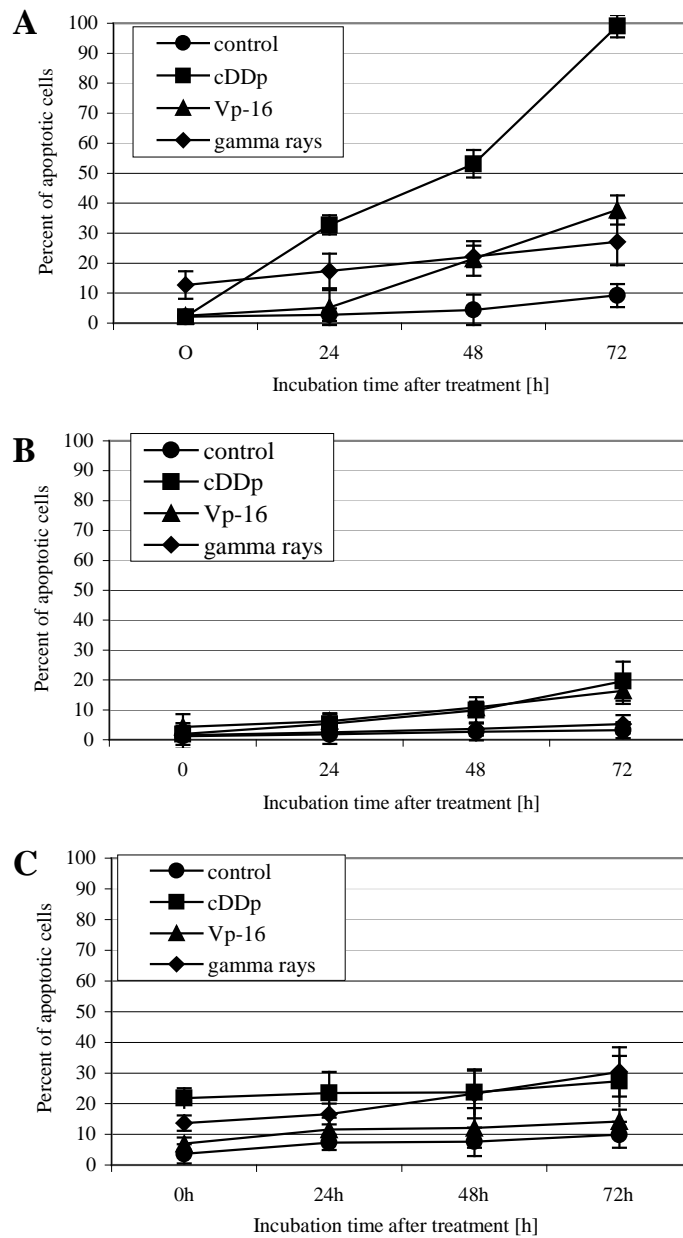 A
100
90
80
70
60
50
40
30
20
10
0
Percent of apoptotic cells
control
cDDp
Vp-16
gamma rays
O 24 48 72
Incubation time after treatment [h]
B
100
90
80
70
60
50
40
30
20
10
0
Percent of apoptotic cells
control
cDDp
Vp-16
gamma rays
0 24 48 72
Incubation time after treatment [h]
C
100
90
80
70
60
50
40
30
20
10
0
Percent of apoptotic cells
control
cDDp
Vp-16
gamma rays
0h 24h 48h 72h
Incubation time after treatment [h]